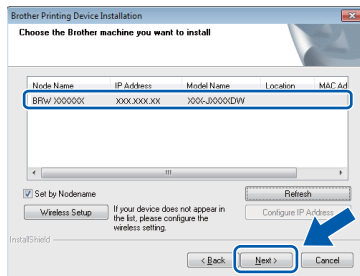 Brother Printing Device Installation
Choose the Brother machine you want to install
Node Name IP Address Model Name Location MAC Ad
BRW XXXXXX XXX.XXX.XX XXX-JXXXXDW
Set by Nodename
Refresh
Wireless Setup
If your device does not appear in
the list, please configure the
wireless setting.
Configure IP Address
InstallShield
< Back Next > Cancel